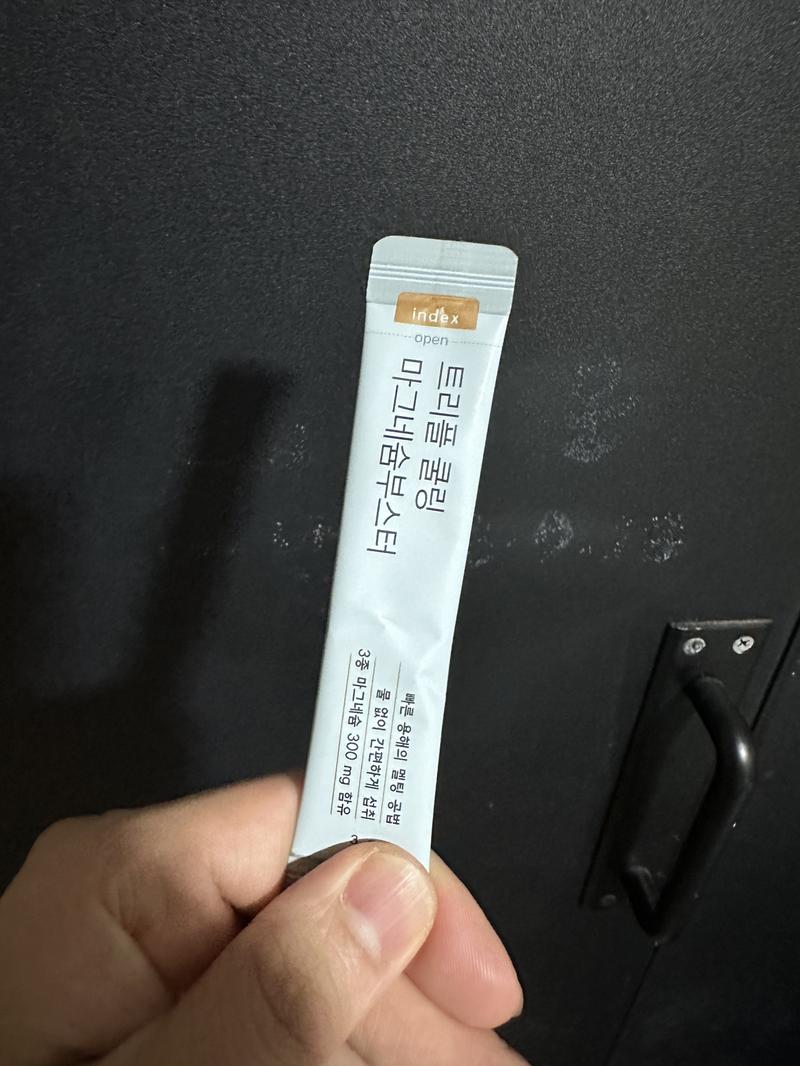 index
open
트리플 쿨링
마그네슘부스터
빠른 용해의 멜팅 공법
물 없이 간편하게 섭취
3종 마그네슘 300 mg 함유
3